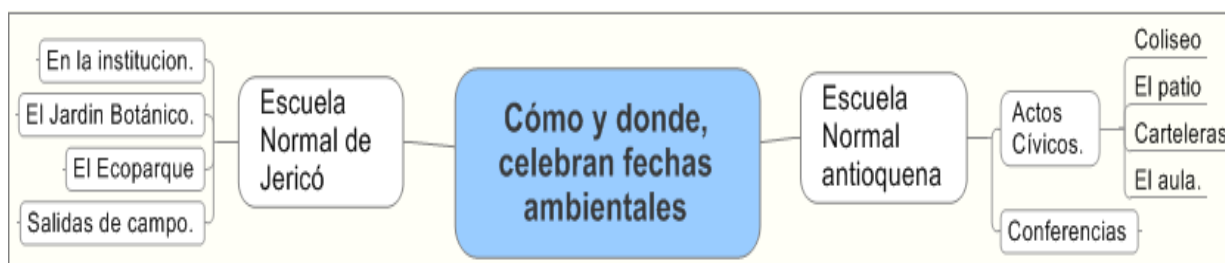 En la institucion.
El Jardin Botánico.
El Ecoparque
Salidas de campo.
Escuela
Normal de
Jericó
Cómo y donde,
celebran fechas
ambientales
Escuela
Normal
antioquena
Actos
Cívicos.
Conferencias
Coliseo
El patio
Carteleras
El aula.